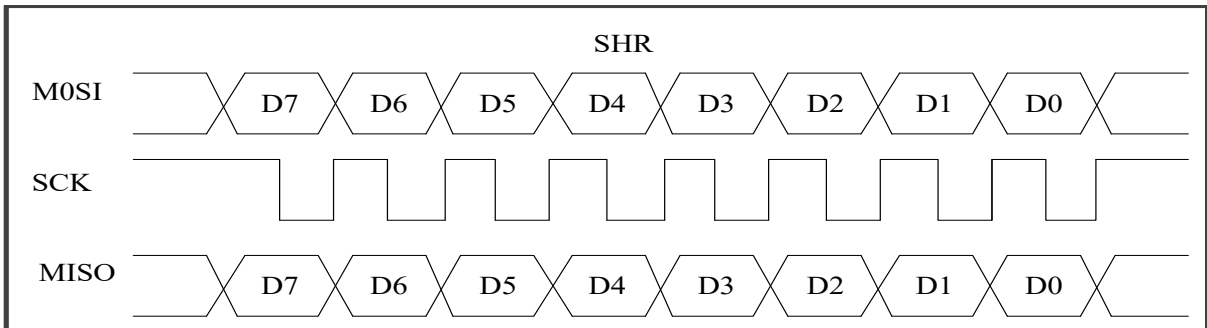 SHR
M0SI D7 D6 D5 D4 D3 D2 D1 D0
SCK
MISO D7 D6 D5 D4 D3 D2 D1 D0